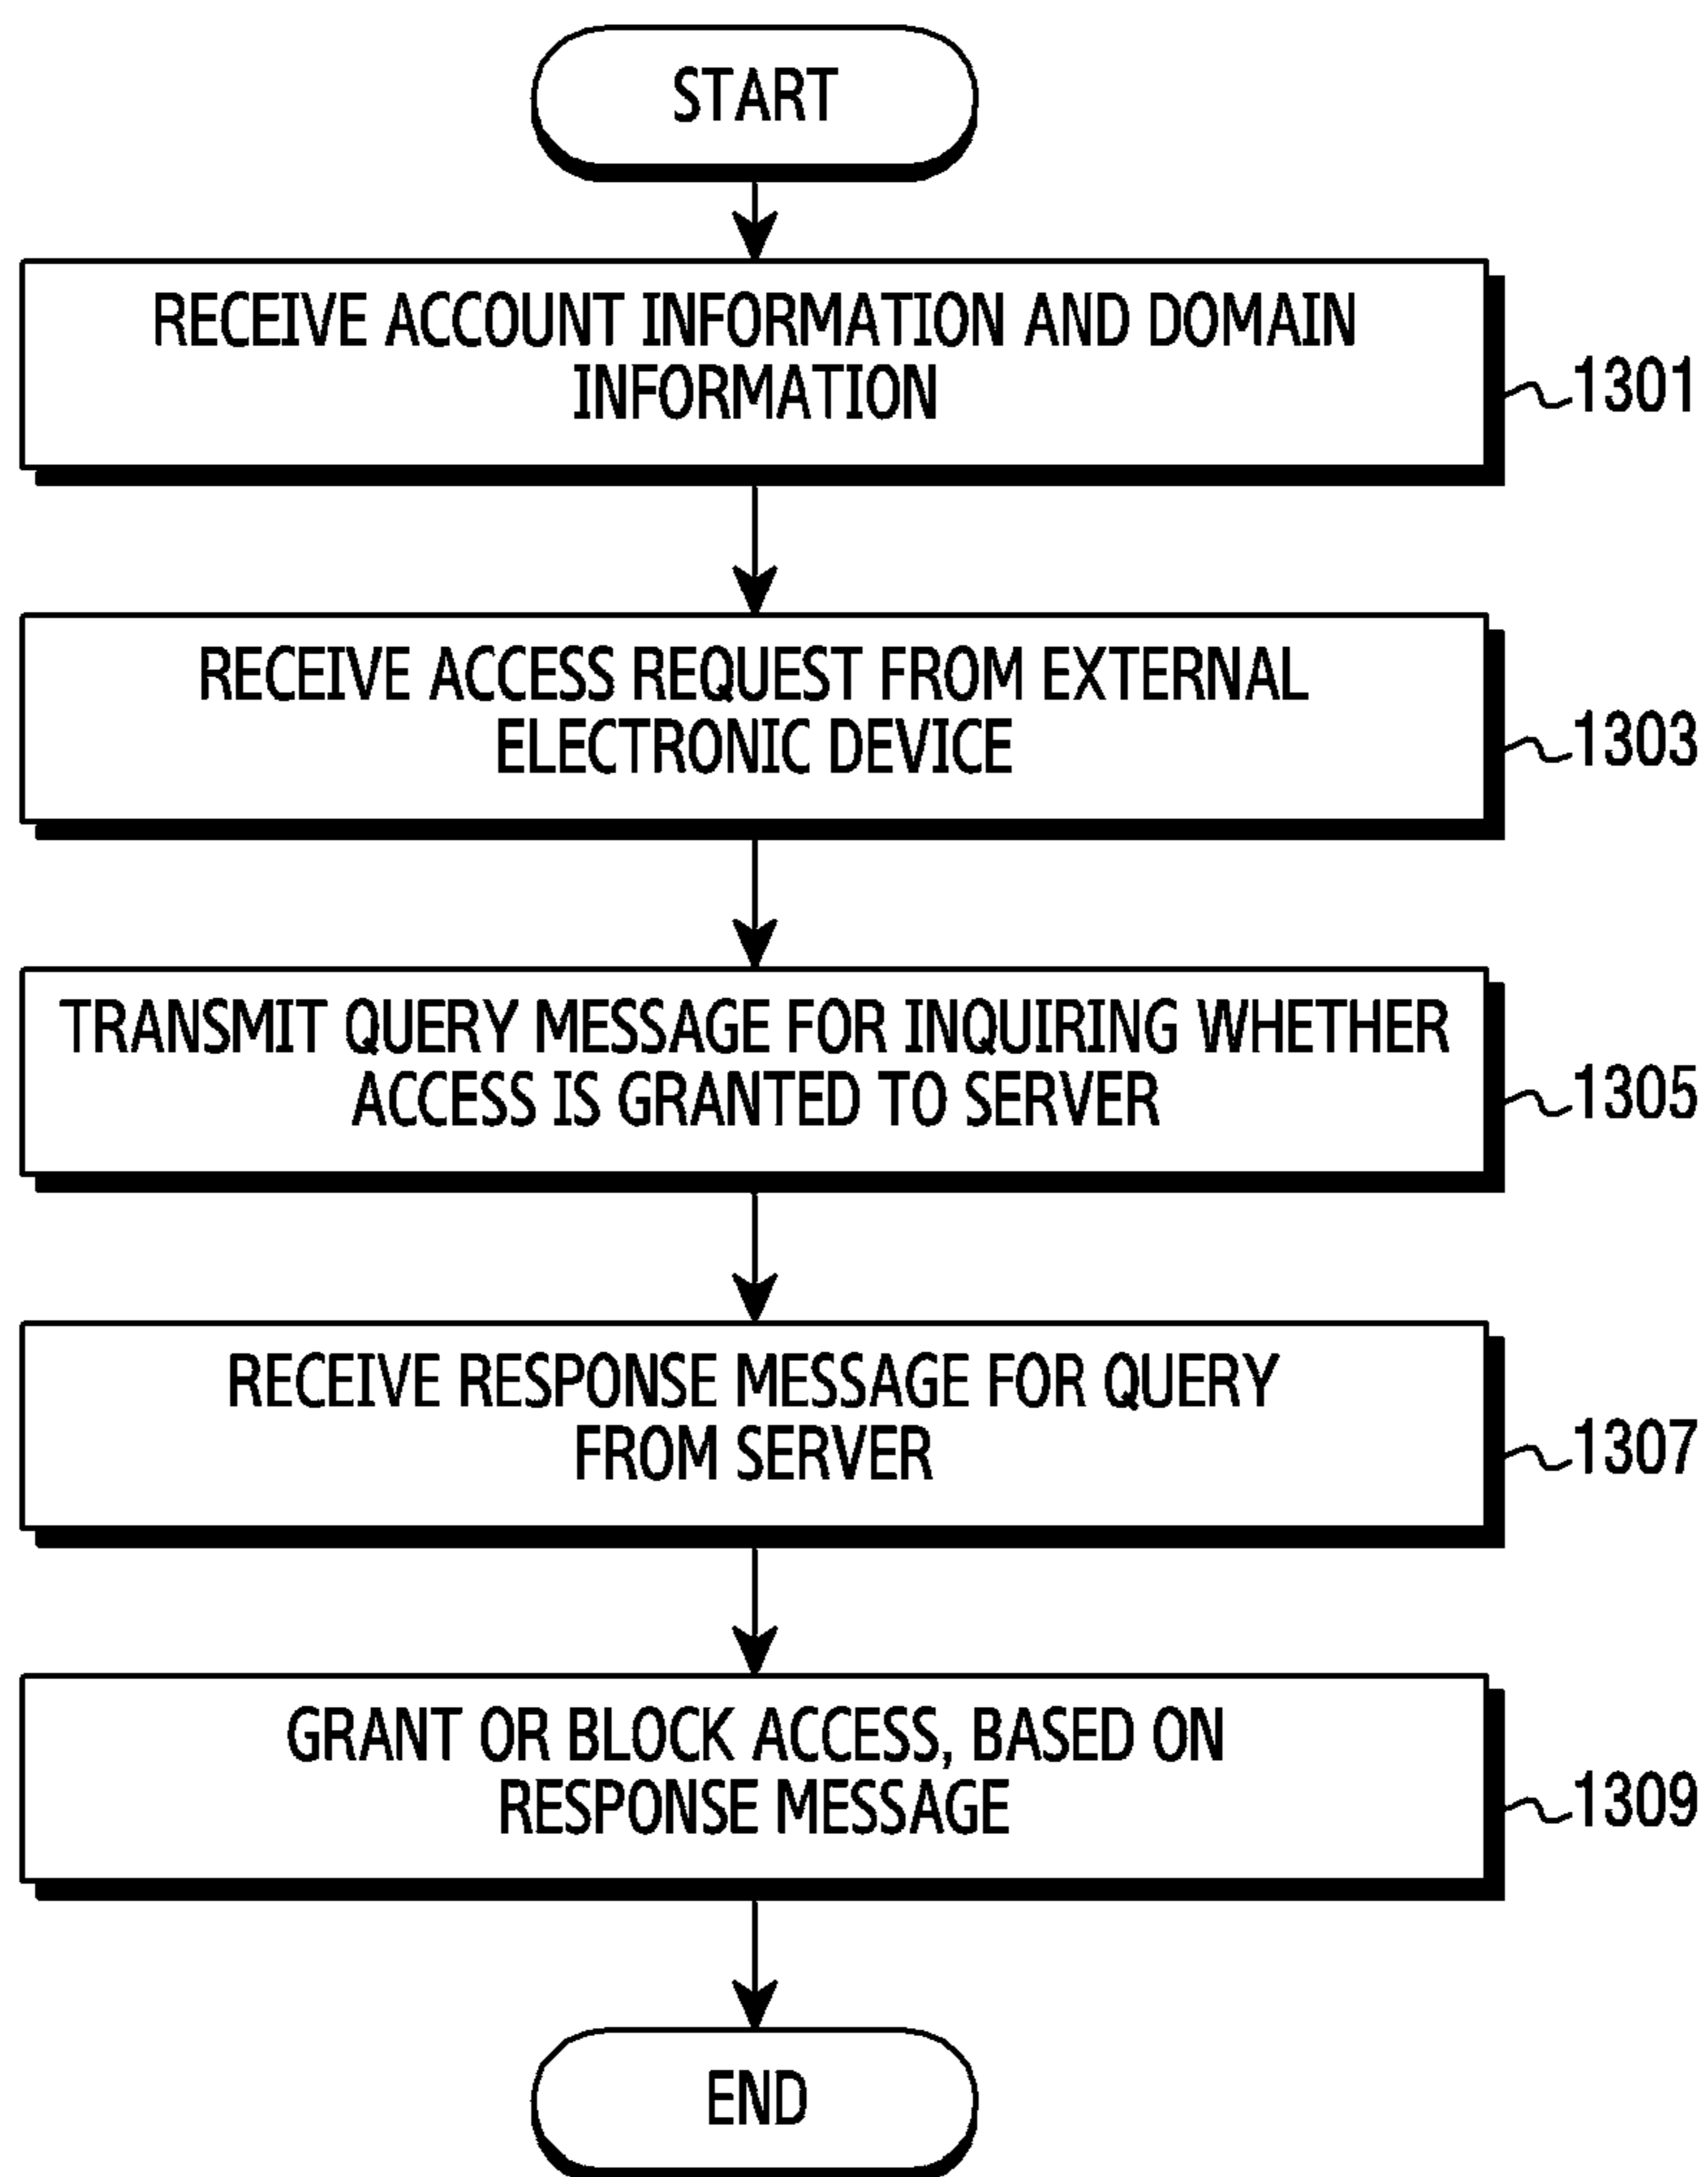 START
RECEIVE ACCOUNT INFORMATION AND DOMAIN
INFORMATION
1301
RECEIVE ACCESS REQUEST FROM EXTERNAL
ELECTRONIC DEVICE
1303
TRANSMIT QUERY MESSAGE FOR INQUIRING WHETHER
ACCESS IS GRANTED TO SERVER
1305
RECEIVE RESPONSE MESSAGE FOR QUERY
FROM SERVER
1307
GRANT OR BLOCK ACCESS, BASED ON
RESPONSE MESSAGE
1309
END